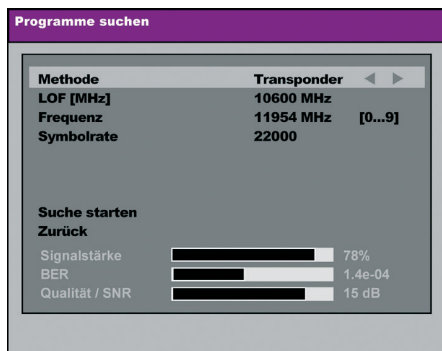 Programme suchen
Methode Transponder
LOF [MHz] 10600 MHz
Frequenz 11954 MHz [0...9]
Symbolrate 22000
Suche starten
Zurück
Signalstärke 78%
BER 1.4e-04
Qualität / SNR 15 dB